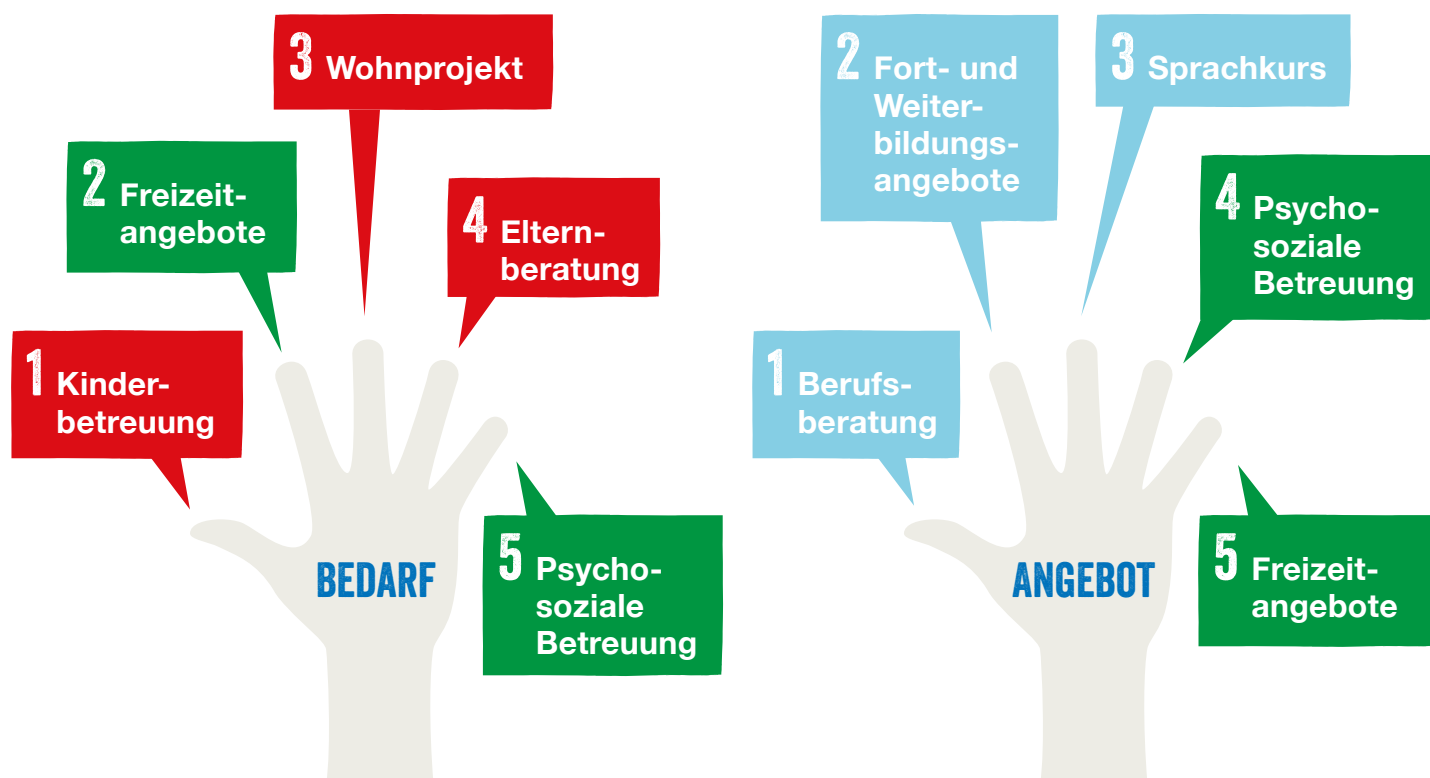 1 Kinder-
betreuung
2 Freizeit-
angebote
3 Wohnprojekt
4 Eltern-
beratung
5 Psycho-
soziale
Betreuung
BEDARF
1 Berufs-
beratung
2 Fort- und
Weiter-
bildungs-
angebote
3 Sprachkurs
4 Psycho-
soziale
Betreuung
5 Freizeit-
angebote
ANGEBOT